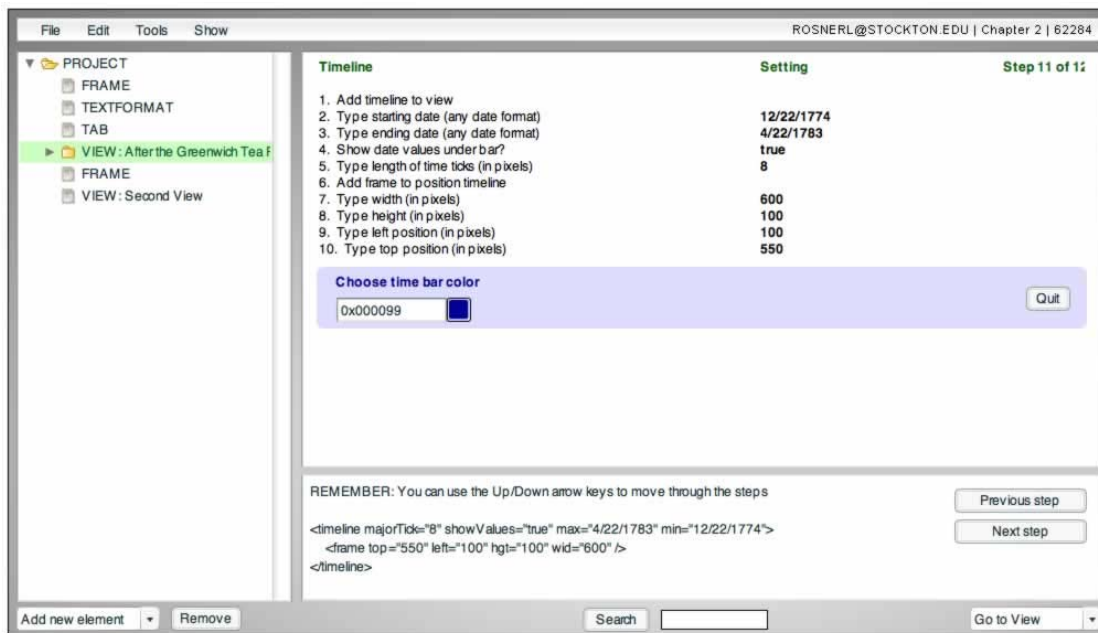 File Edit Tools Show
ROSNERL@STOCKTON.EDU | Chapter 2 | 62284
PROJECT
FRAME
TEXTFORMAT
TAB
VIEW : After the Greenwich Tea
FRAME
VIEW : Second View
Timeline Setting Step 11 of 12
1. Add timeline to view
2. Type starting date (any date format) 12/22/1774
3. Type ending date (any date format) 4/22/1783
4. Show date values under bar? true
5. Type length of time ticks (in pixels) 8
6. Add frame to position timeline
7. Type width (in pixels) 600
8. Type height (in pixels) 100
9. Type left position (in pixels) 100
10. Type top position (in pixels) 550
Choose time bar color
0x000099
Quit
REMEMBER: You can use the Up/Down arrow keys to move through the steps
<timeline majorTick="8" showValues="true" max="4/22/1783" min="12/22/1774">
<frame top="550" left="100" hgt="100" wid="600" />
</timeline>
Previous step
Next step
Add new element Remove Search Go to View